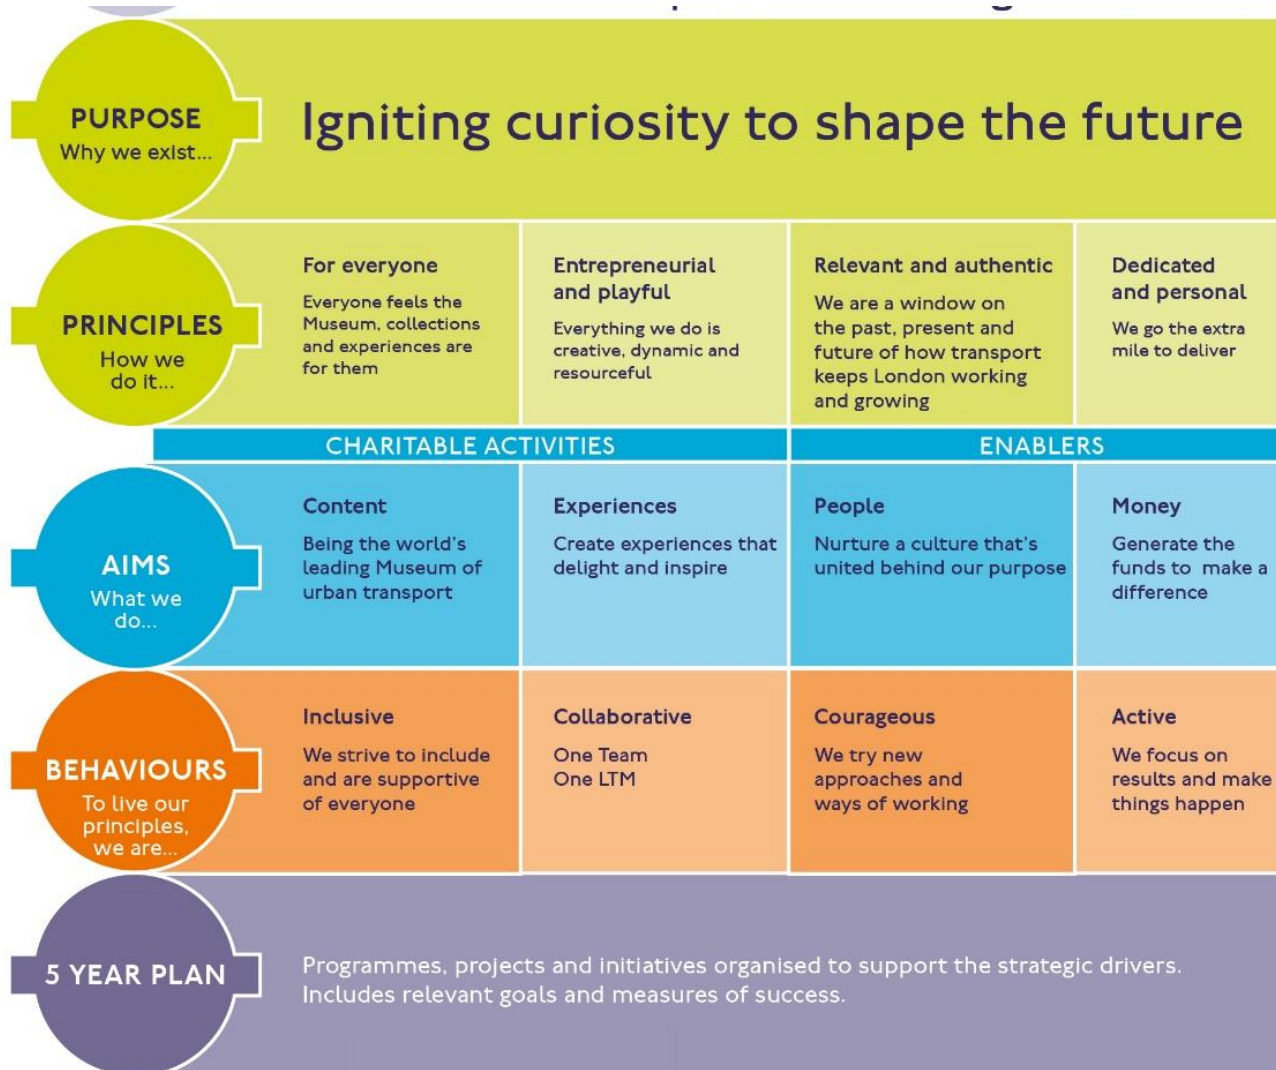 PURPOSE
Why we exist...
Igniting curiosity to shape the future
PRINCIPLES
How we
do it...
For everyone
Everyone feels the
Museum, collections
and experiences are
for them
Entrepreneurial
and playful
Everything we do is
creative, dynamic and
resourceful
Relevant and authentic
We are a window on
the past, present and
future of how transport
keeps London working
and growing
Dedicated
and personal
We go the extra
mile to deliver
CHARITABLE ACTIVITIES
ENABLERS
AIMS
What we
do...
Content
Being the world's
leading Museum of
urban transport
Experiences
Create experiences that
delight and inspire
People
Nurture a culture that's
united behind our purpose
Money
Generate the
funds to make a
difference
BEHAVIOURS
To live our
principles,
we are...
Inclusive
We strive to include
and are supportive
of everyone
Collaborative
One Team
One LTM
Courageous
We try new
approaches and
ways of working
Active
We focus on
results and make
things happen
5 YEAR PLAN
Programmes, projects and initiatives organised to support the strategic drivers.
Includes relevant goals and measures of success.